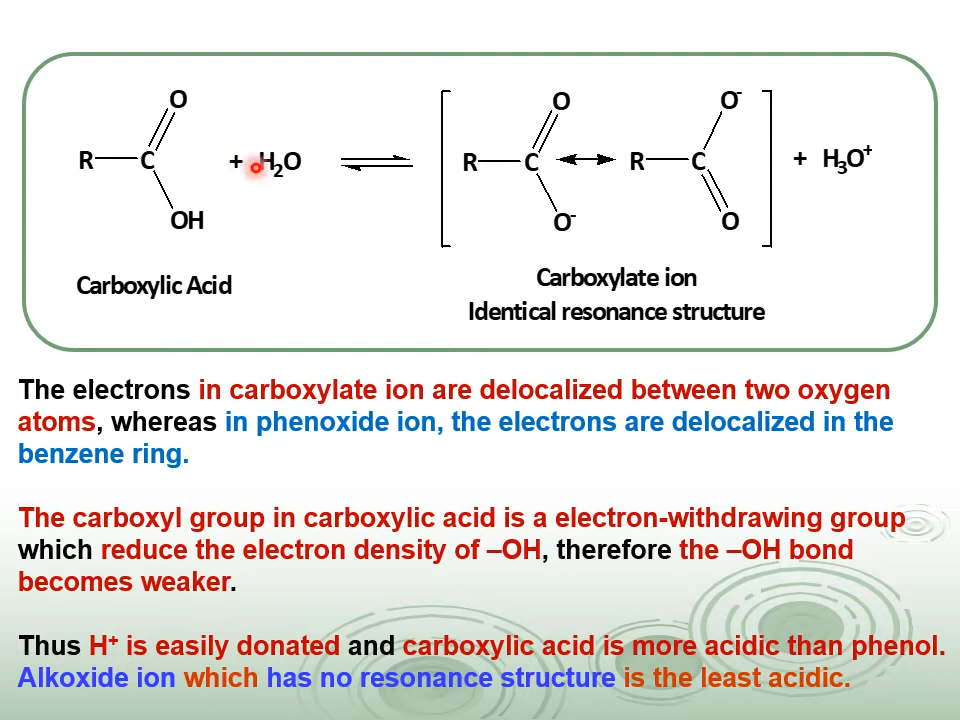 O O O⁻
R C + H₂O R C R C + H₃O⁺
OH O⁻ O
Carboxylic Acid
Carboxylate ion
Identical resonance structure
The electrons in carboxylate ion are delocalized between two oxygen
atoms, whereas in phenoxide ion, the electrons are delocalized in the
benzene ring.
The carboxyl group in carboxylic acid is a electron-withdrawing group
which reduce the electron density of –OH, therefore the –OH bond
becomes weaker.
Thus H⁺ is easily donated and carboxylic acid is more acidic than phenol.
Alkoxide ion which has no resonance structure is the least acidic.